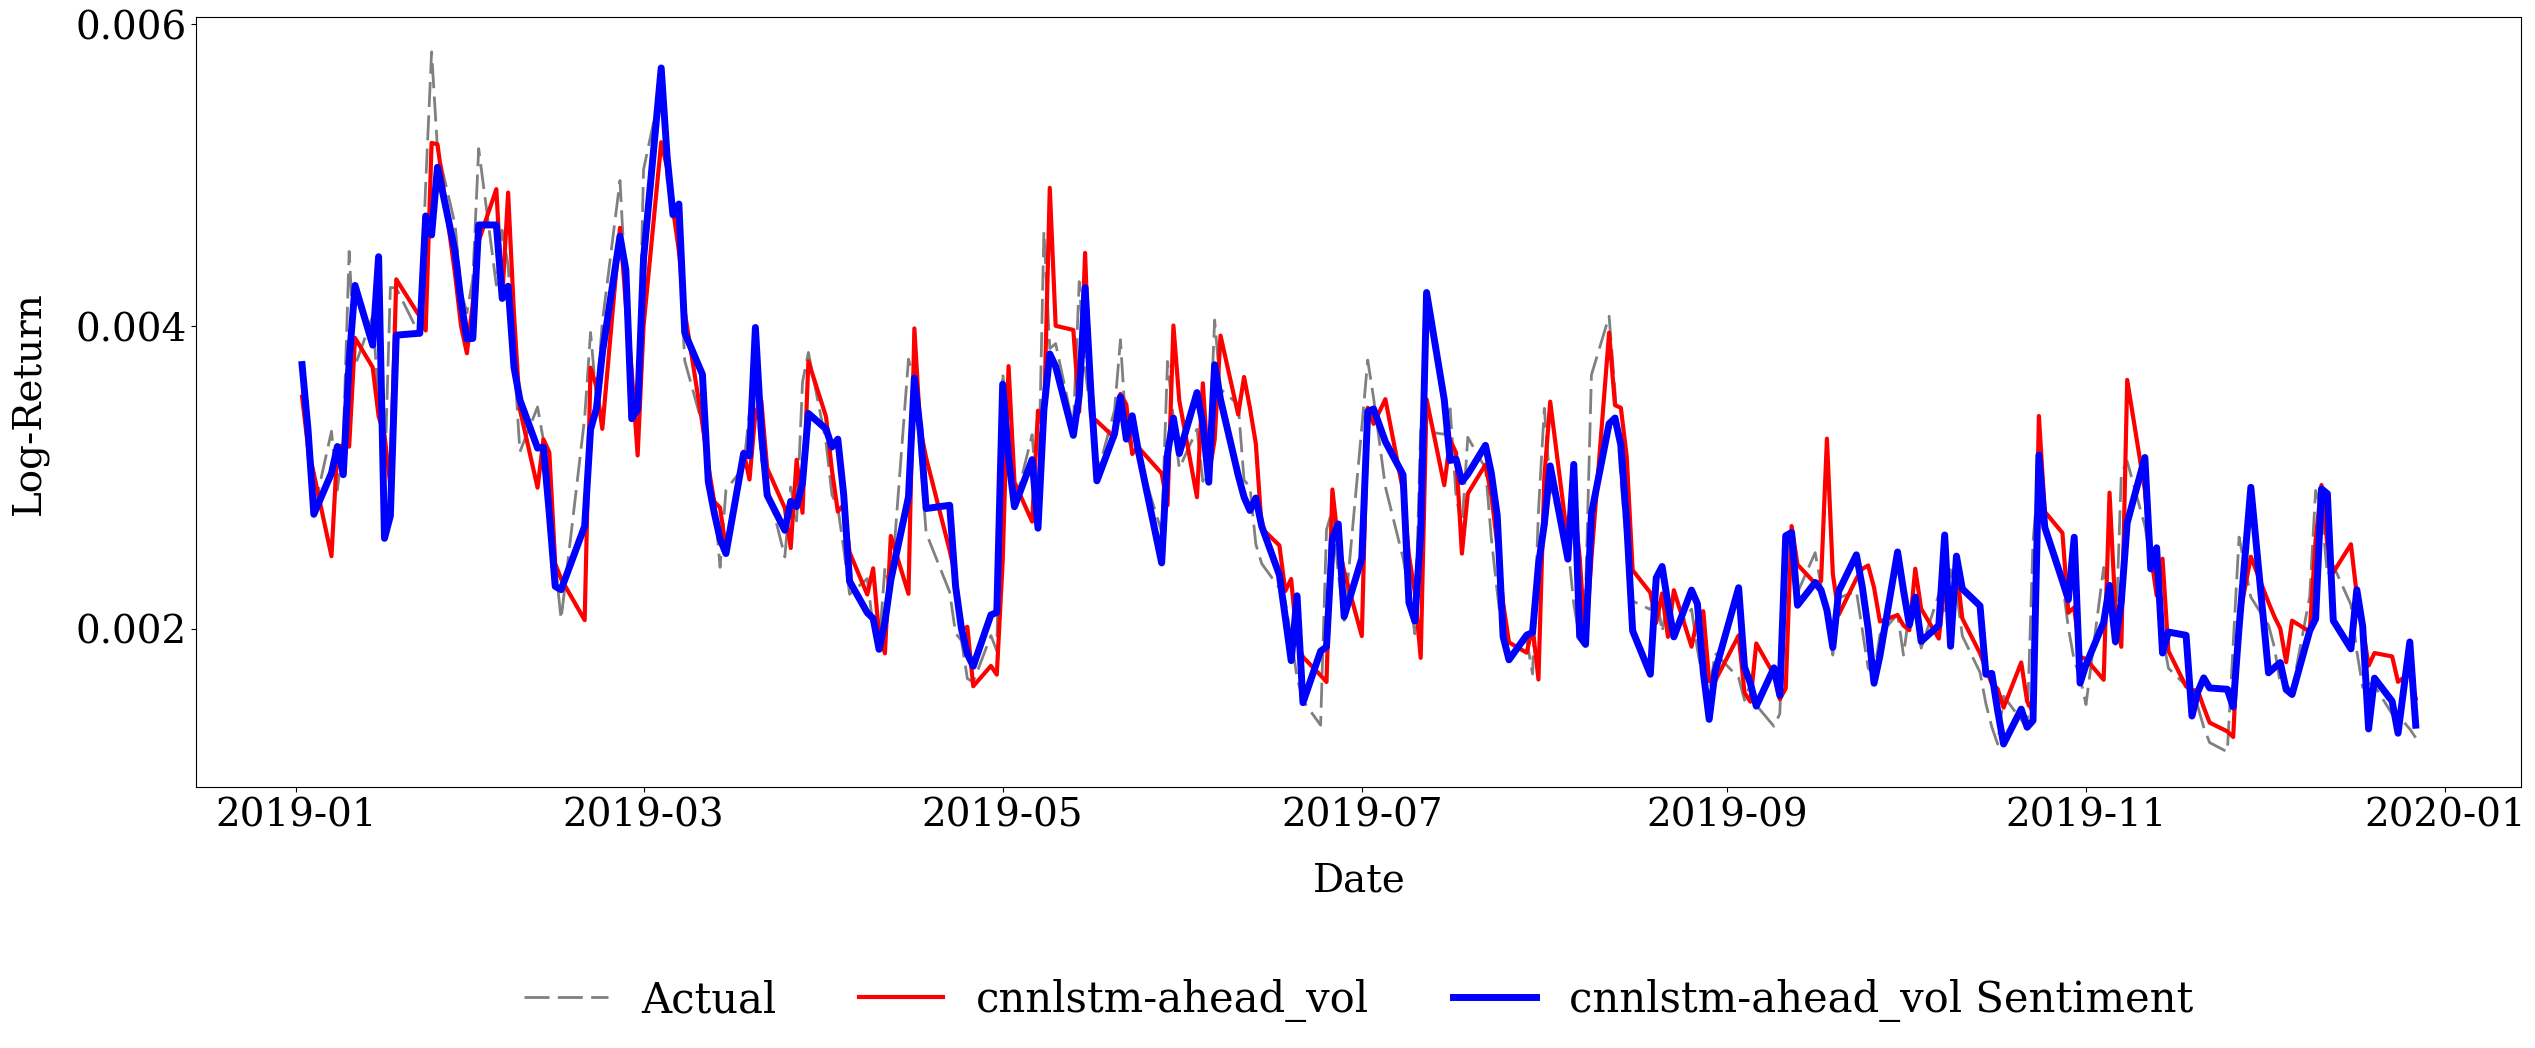 0.006
0.004
0.002
Log-Return
2019-01 2019-03 2019-05 2019-07 2019-09 2019-11 2020-01
Date
Actual cnnlstm-ahead_vol cnnlstm-ahead_vol Sentiment